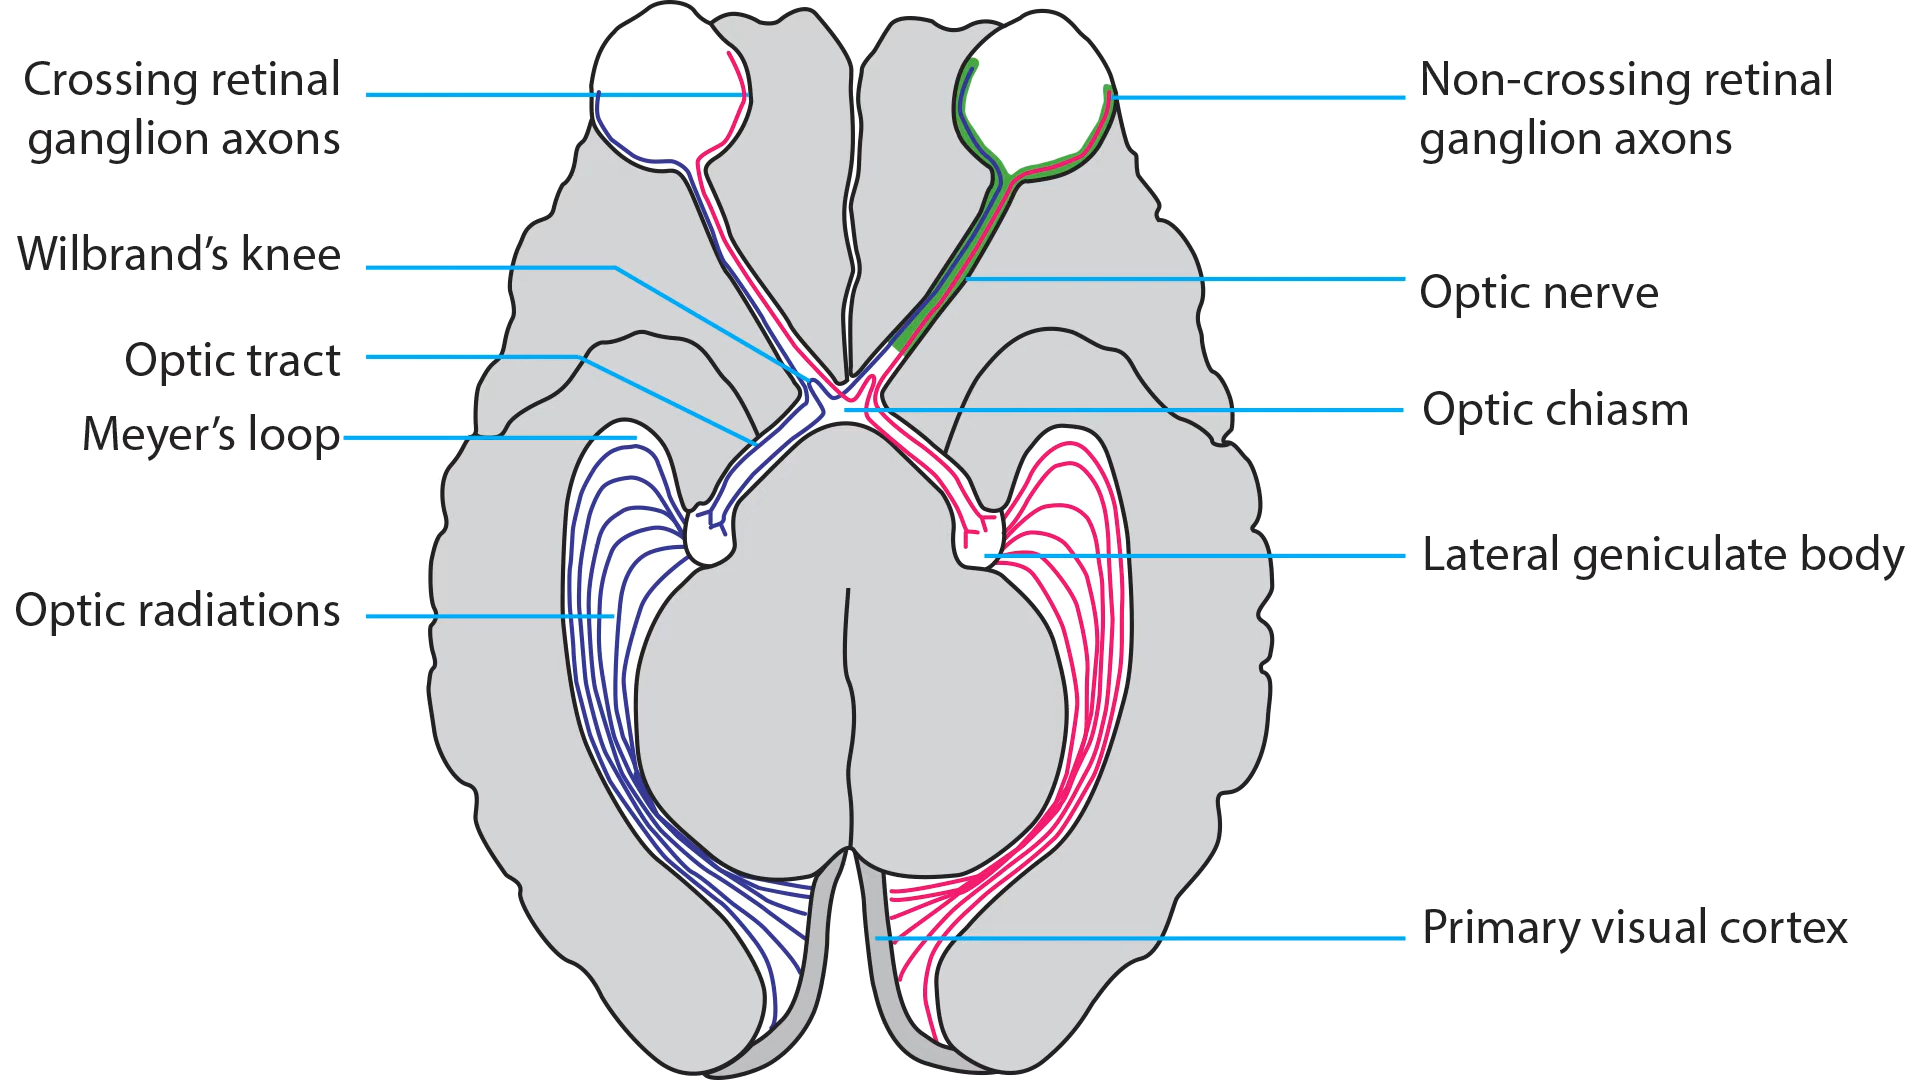 Crossing retinal
ganglion axons
Wilbrand’s knee
Optic tract
Meyer’s loop
Optic radiations
Non-crossing retinal
ganglion axons
Optic nerve
Optic chiasm
Lateral geniculate body
Primary visual cortex